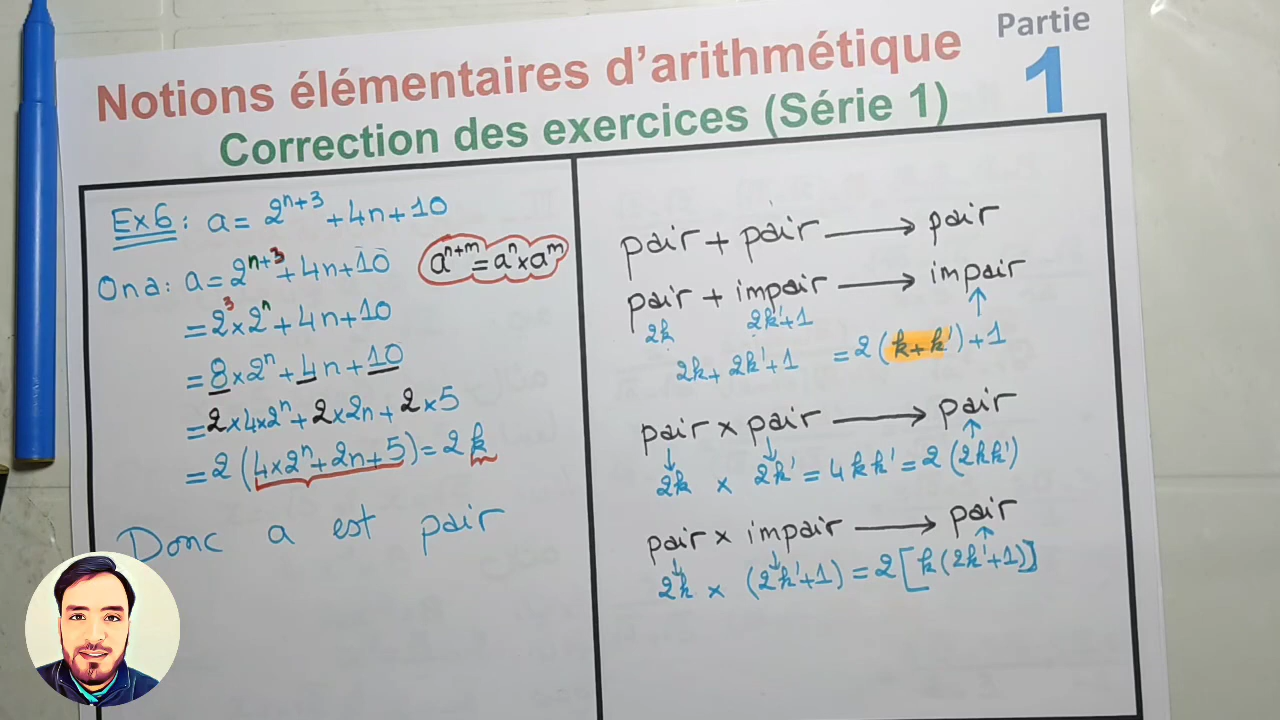 Partie
1
Notions élémentaires d'arithmétique
Correction des exercices (Série 1)
Ex6 : a = 2^{n+3} + 4n + 10
On a : a = 2^{n+3} + 4n + 10
a^{n+m} = a^n × a^m
= 2^3 × 2^n + 4n + 10
= 8 × 2^n + 4n + 10
= 2 × 4 × 2^n + 2 × 2n + 2 × 5
= 2 (4 × 2^n + 2n + 5) = 2 k
Donc a est pair
pair + pair → pair
pair + impair → impair
2k 2k'+1
2k + 2k'+1 = 2 (k + k') + 1
pair × pair → pair
2k × 2k' = 4kk' = 2 (2kk')
pair × impair → pair
2k × (2k'+1) = 2 [k (2k'+1)]